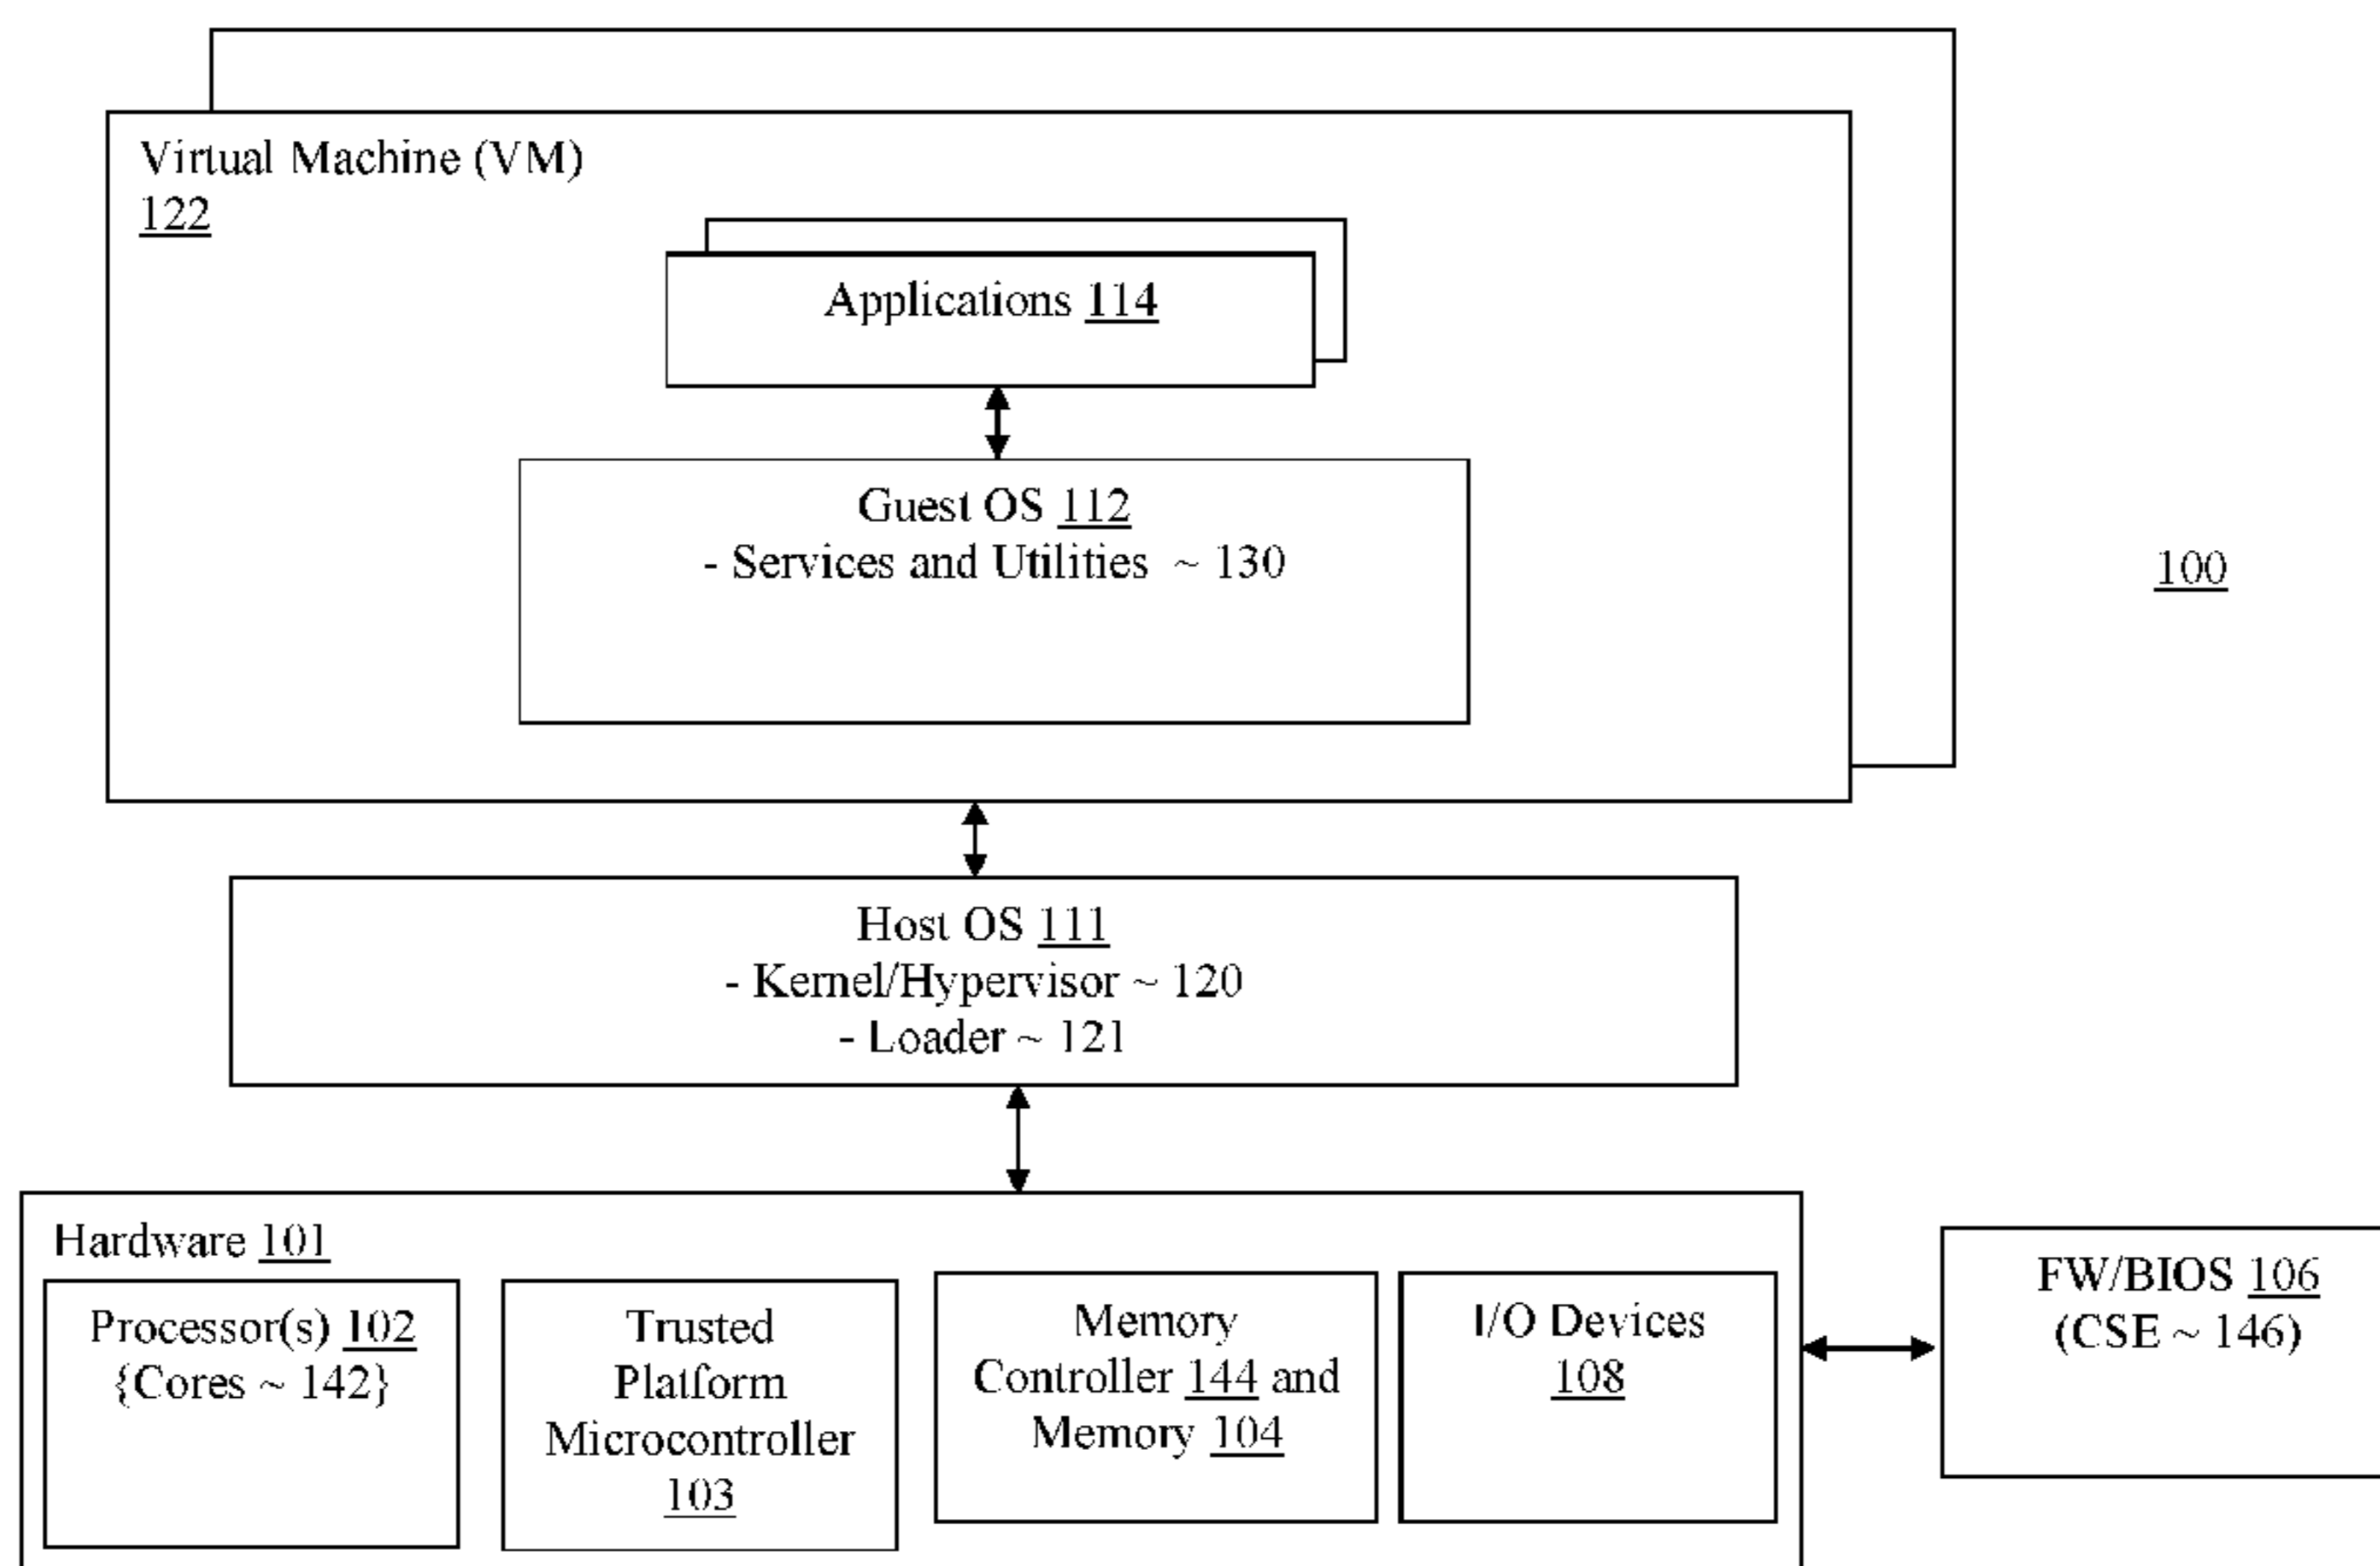 Virtual Machine (VM)
122
Applications 114
Guest OS 112
- Services and Utilities ~ 130
100
Host OS 111
- Kernel/Hypervisor ~ 120
- Loader ~ 121
Hardware 101
Processor(s) 102
{Cores ~ 142}
Trusted
Platform
Microcontroller
103
Memory
Controller 144 and
Memory 104
I/O Devices
108
FW/BIOS 106
(CSE ~ 146)